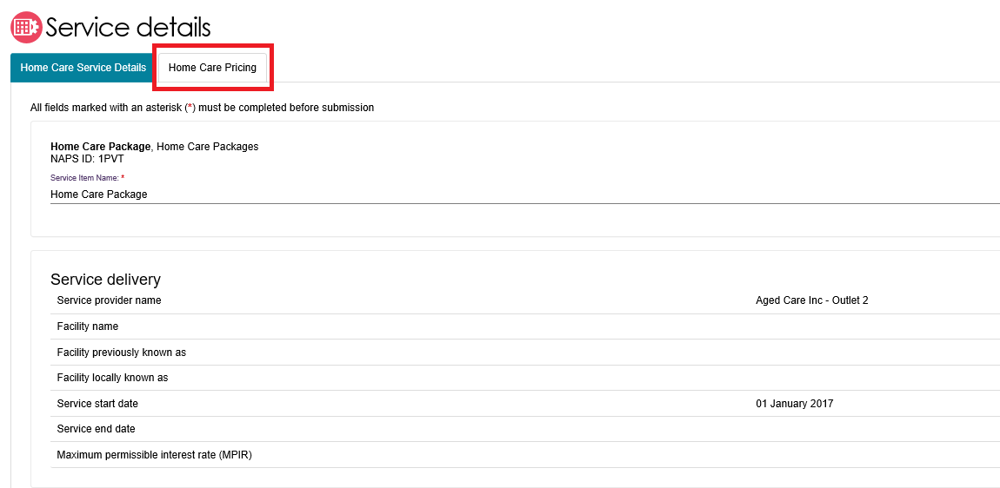 Service details
Home Care Service Details
Home Care Pricing
All fields marked with an asterisk (*) must be completed before submission
Home Care Package, Home Care Packages
NAPS ID: 1PVT
Service Item Name: *
Home Care Package
Service delivery
Service provider name Aged Care Inc - Outlet 2
Facility name
Facility previously known as
Facility locally known as
Service start date 01 January 2017
Service end date
Maximum permissible interest rate (MPIR)